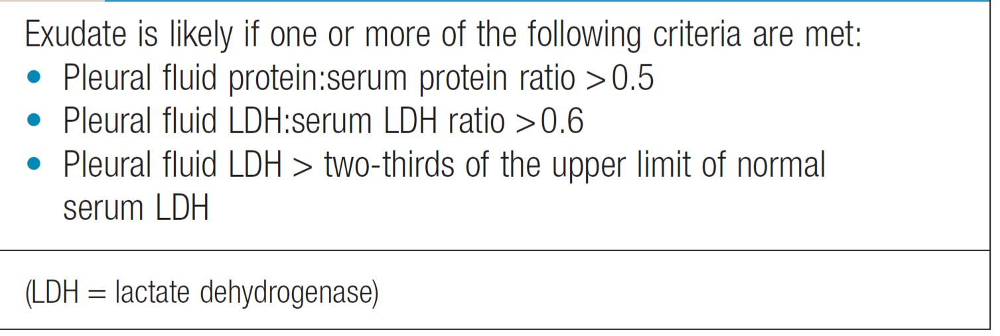 Exudate is likely if one or more of the following criteria are met:
• Pleural fluid protein:serum protein ratio >0.5
• Pleural fluid LDH:serum LDH ratio >0.6
• Pleural fluid LDH > two-thirds of the upper limit of normal
serum LDH
(LDH = lactate dehydrogenase)